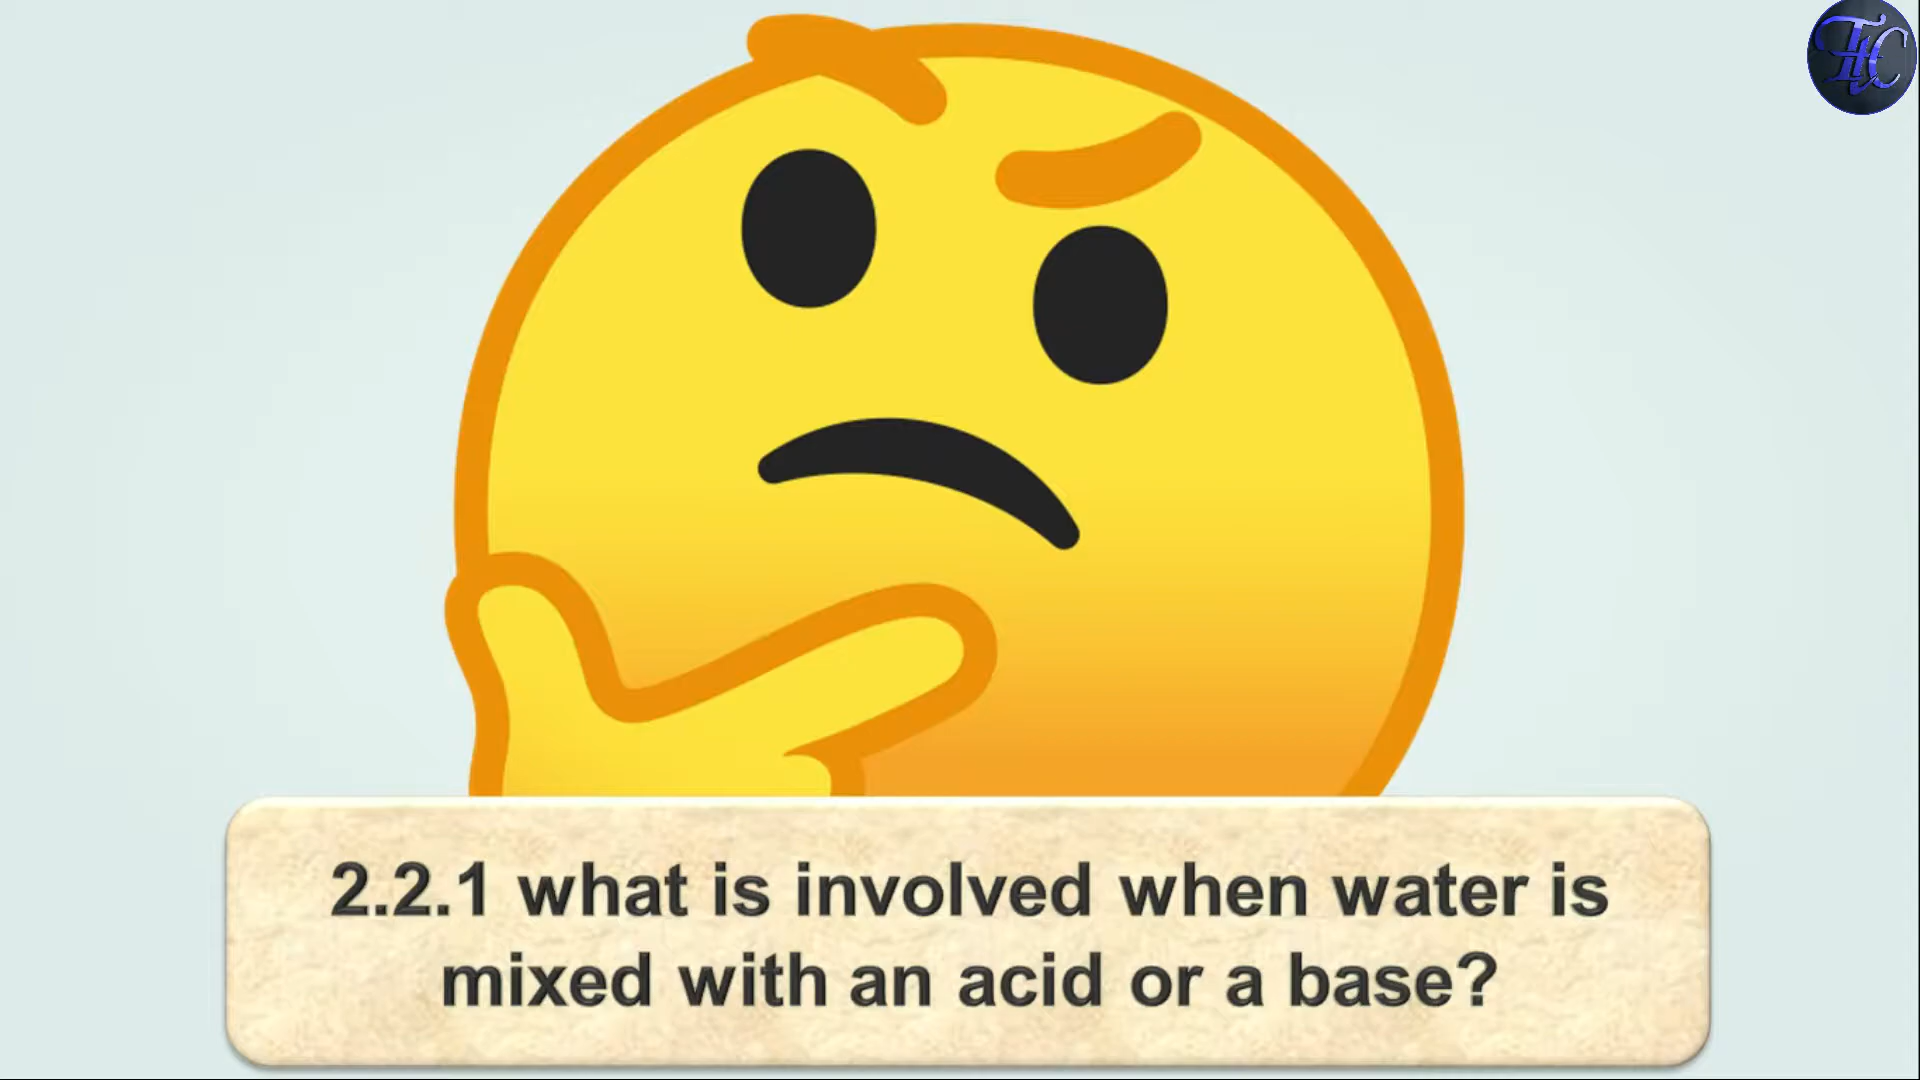 2.2.1 what is involved when water is
mixed with an acid or a base?